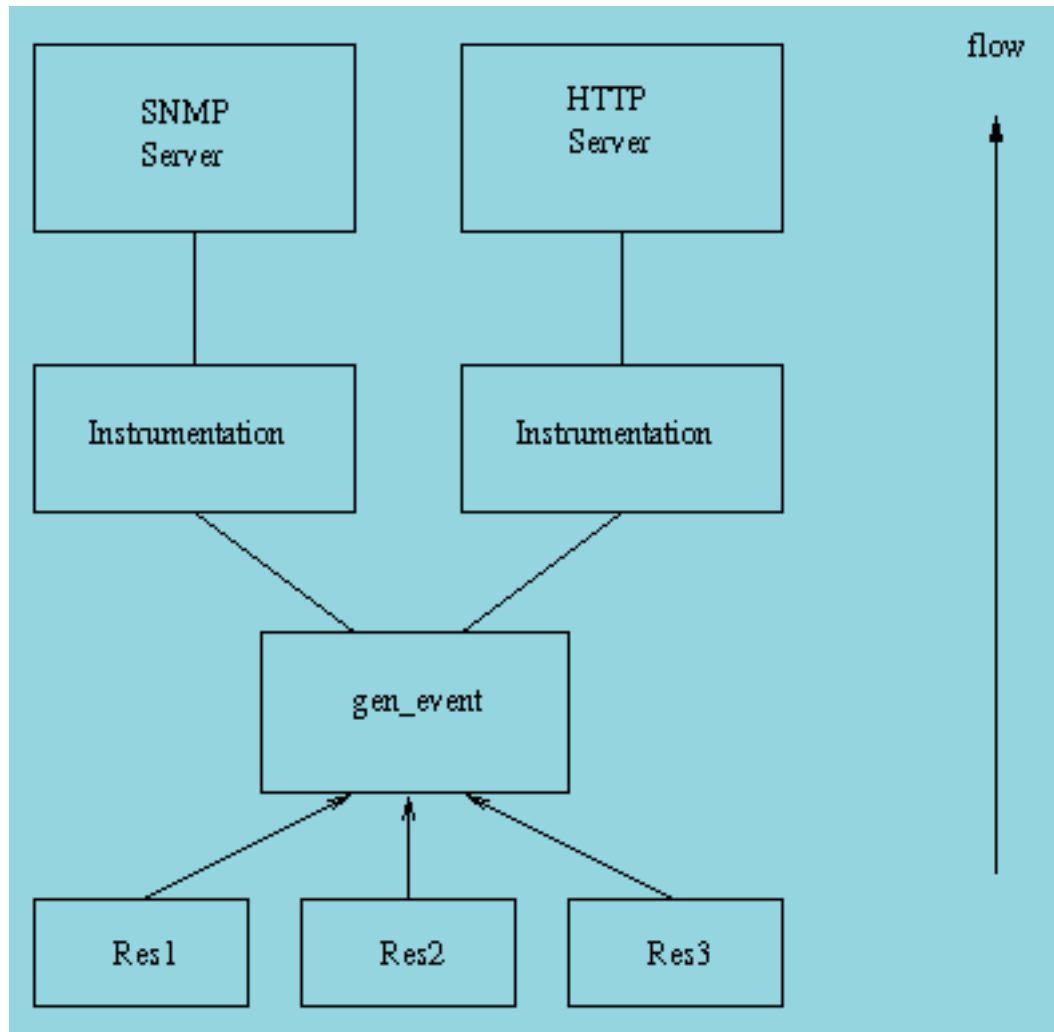 SNMP
Server
HTTP
Server
flow
Instrumentation
Instrumentation
gen_event
Res1
Res2
Res3